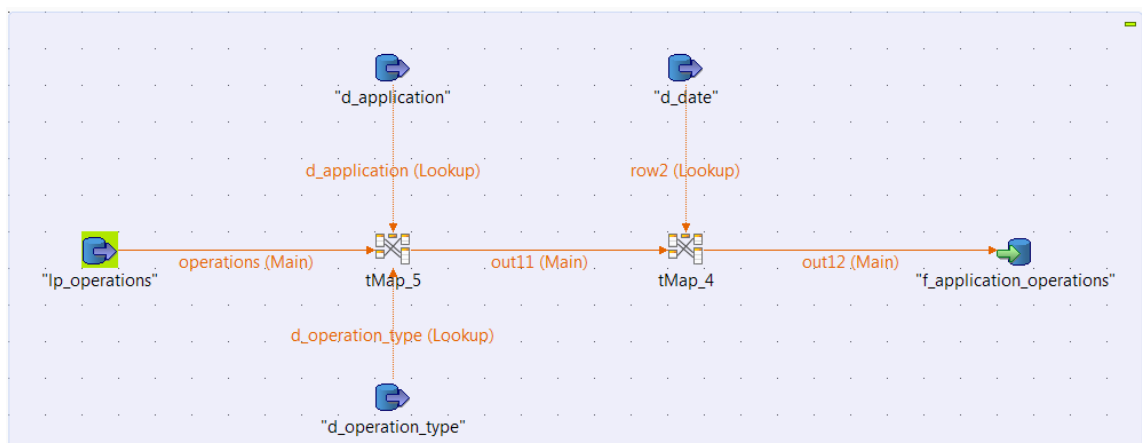 "d_application"
"d_date"
d_application (Lookup)
row2 (Lookup)
operations (Main)
out11 (Main)
out12 (Main)
"lp_operations"
tMap_5
tMap_4
"f_application_operations"
d_operation_type (Lookup)
"d_operation_type"